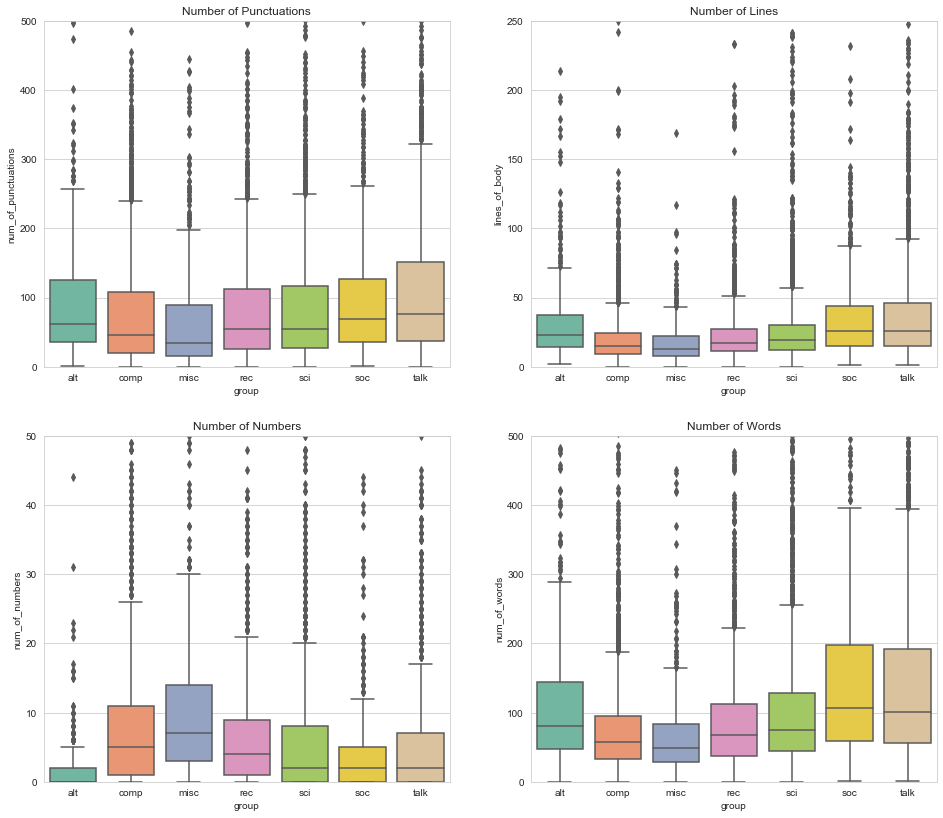 Number of Punctuations
num_of_punctuations
500
400
300
200
100
0
alt comp misc rec sci soc talk
group
Number of Lines
lines_of_body
250
200
150
100
50
0
alt comp misc rec sci soc talk
group
Number of Numbers
num_of_numbers
50
40
30
20
10
0
alt comp misc rec sci soc talk
group
Number of Words
num_of_words
500
400
300
200
100
0
alt comp misc rec sci soc talk
group